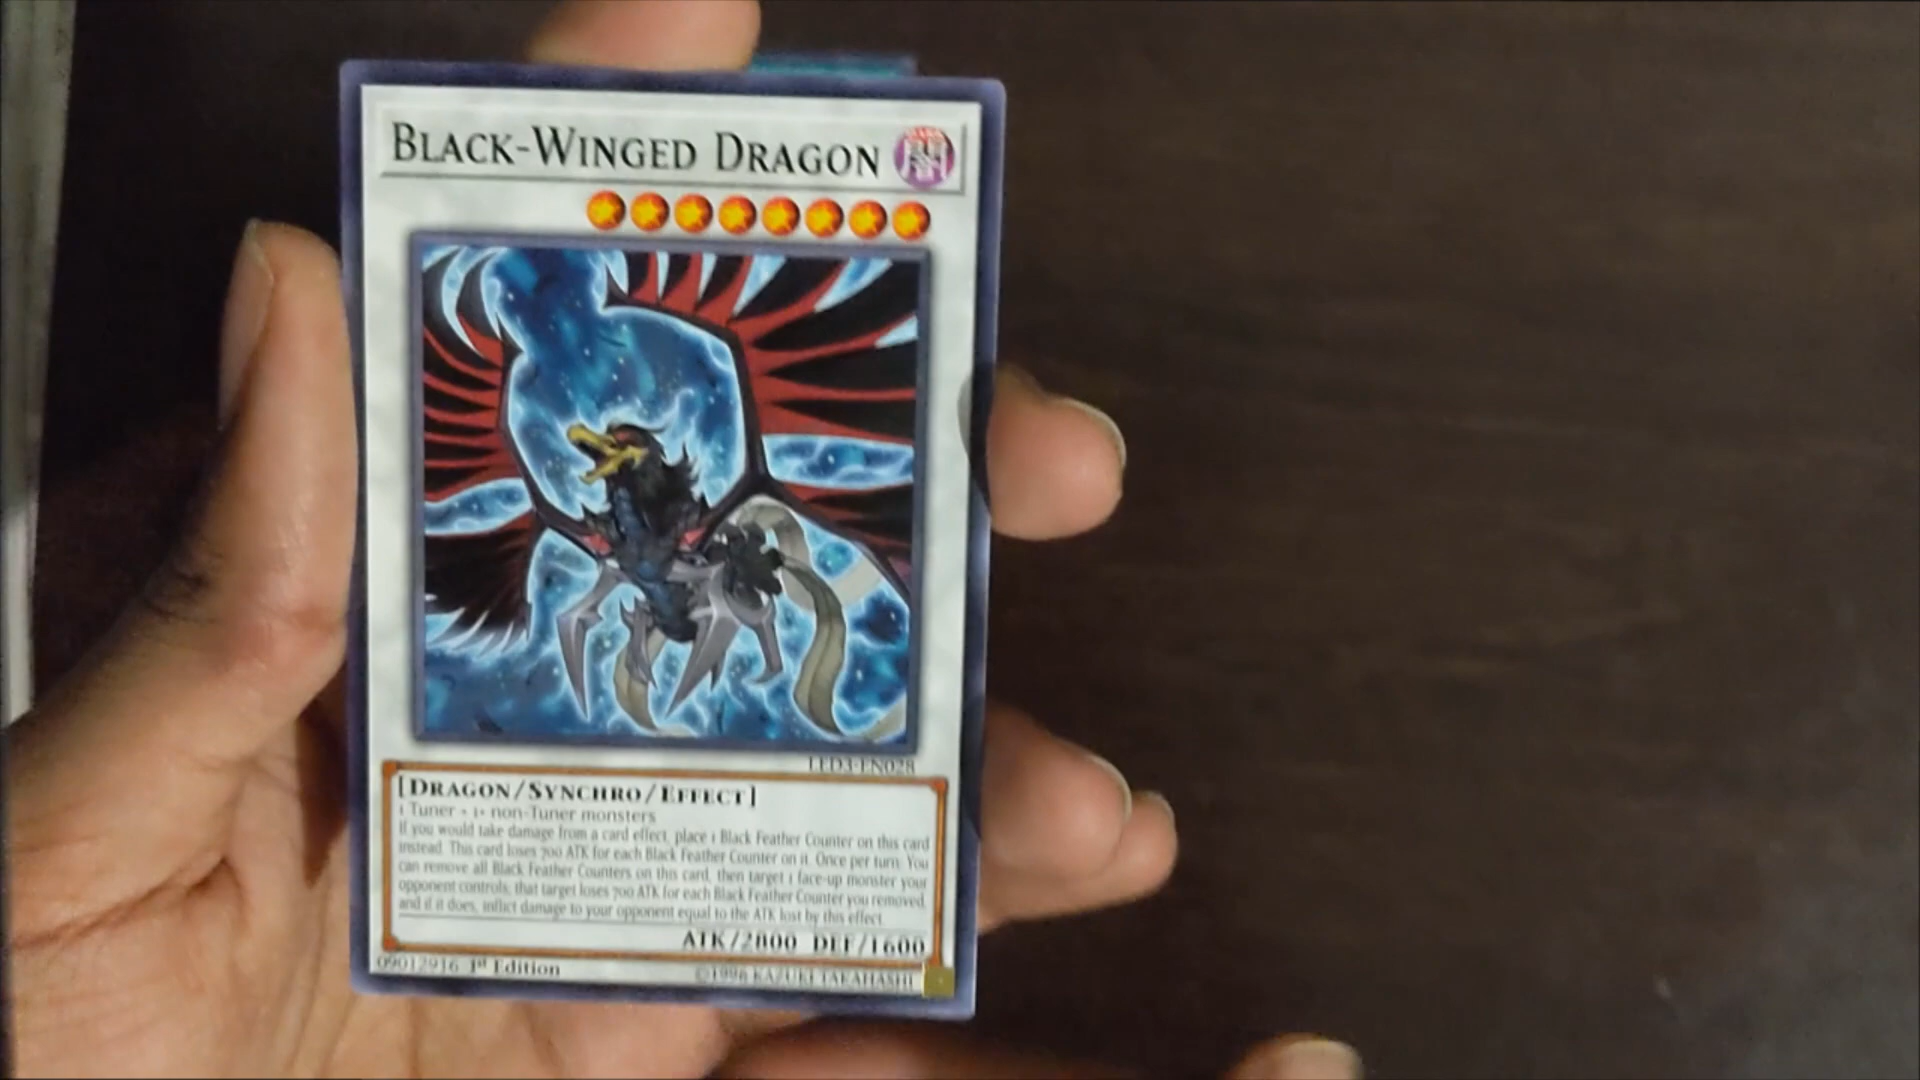 BLACK-WINGED DRAGON
LED3-EN028
[DRAGON/SYNCHRO/EFFECT]
1 Tuner + 1+ non-Tuner monsters
If you would take damage from a card effect, place 1 Black Feather Counter on this card
instead. This card loses 700 ATK for each Black Feather Counter on it. Once per turn: You
can remove all Black Feather Counters on this card, then target 1 face-up monster your
opponent controls; that target loses 700 ATK for each Black Feather Counter you removed,
and if it does, inflict damage to your opponent equal to the ATK lost by this effect.
ATK/2800 DEF/1600
09012916 1st Edition ©1996 KAZUKI TAKAHASHI